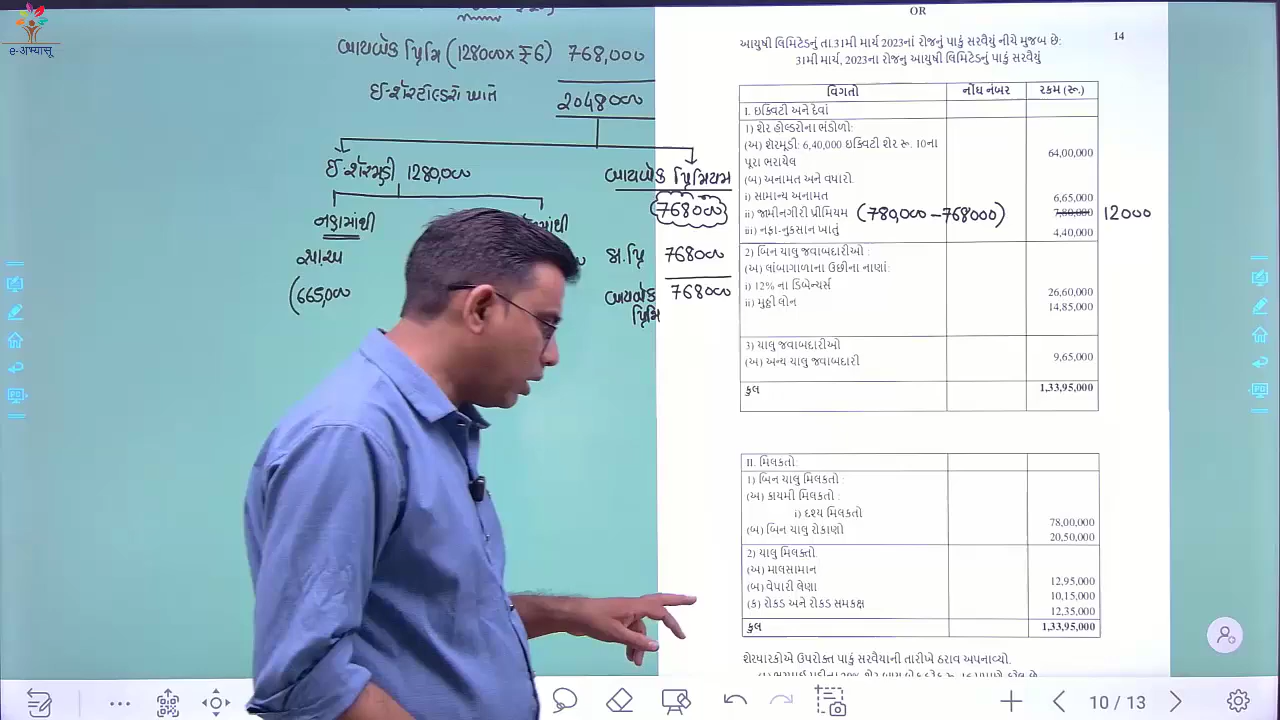 OR
14
e-अभ्यासू
બાયબેક પ્રિમિ (128000 x ₹6) 768,000
ઈ.શેરહોલ્ડરો ખાતે 2048000
ઈ શેરમૂડી 1280,000
બાયબેક પ્રિમિયમ
768000
નફામાંથી
માંથી
સા.અ
(665,000
જા.પ્રિ 768000
બાયબેક પ્રિમિ 768000
આયુષી લિમિટેડનું તા.31મી માર્ચ 2023નાં રોજનું પાકું સરવૈયું નીચે મુજબ છે:
31મી માર્ચ, 2023ના રોજનુ આયુષી લિમિટેડનું પાકું સરવૈયું
વિગતો નોંધ નંબર રકમ (રૂ.)
I. ઇક્વિટી અને દેવાં
1) શેર હોલ્ડરોના ભંડોળો:
(અ) શેરમૂડી: 6,40,000 ઇક્વિટી શેર રૂ. 10ના
પૂરા ભરાયેલ 64,00,000
(બ) અનામત અને વધારો.
i) સામાન્ય અનામત 6,65,000
ii) જામીનગીરી પ્રીમિયમ (780,000 - 768000) 7,80,000 12000
iii) નફા-નુકસાન ખાતું 4,40,000
2) બિન ચાલુ જવાબદારીઓ :
(અ) લાંબાગાળાના ઉછીના નાણાં:
i) 12% ના ડિબેન્ચર્સ 26,60,000
ii) મુદ્દતી લોન 14,85,000
3) ચાલુ જવાબદારીઓ
(અ) અન્ય ચાલુ જવાબદારી 9,65,000
કુલ 1,33,95,000
II. મિલકતો
1) બિન ચાલુ મિલકતો :
(અ) કાયમી મિલકતો :
i) દશ્ય મિલકતો 78,00,000
(બ) બિન ચાલુ રોકાણો 20,50,000
2) ચાલુ મિલકતો.
(અ) માલસામાન 12,95,000
(બ) વેપારી લેણા 10,15,000
(ક) રોકડ અને રોકડ સમકક્ષ 12,35,000
કુલ 1,33,95,000
શેરધારકોએ ઉપરોક્ત પાકું સરવૈયાની તારીખે ઠરાવ અપનાવ્યો.
10 / 13